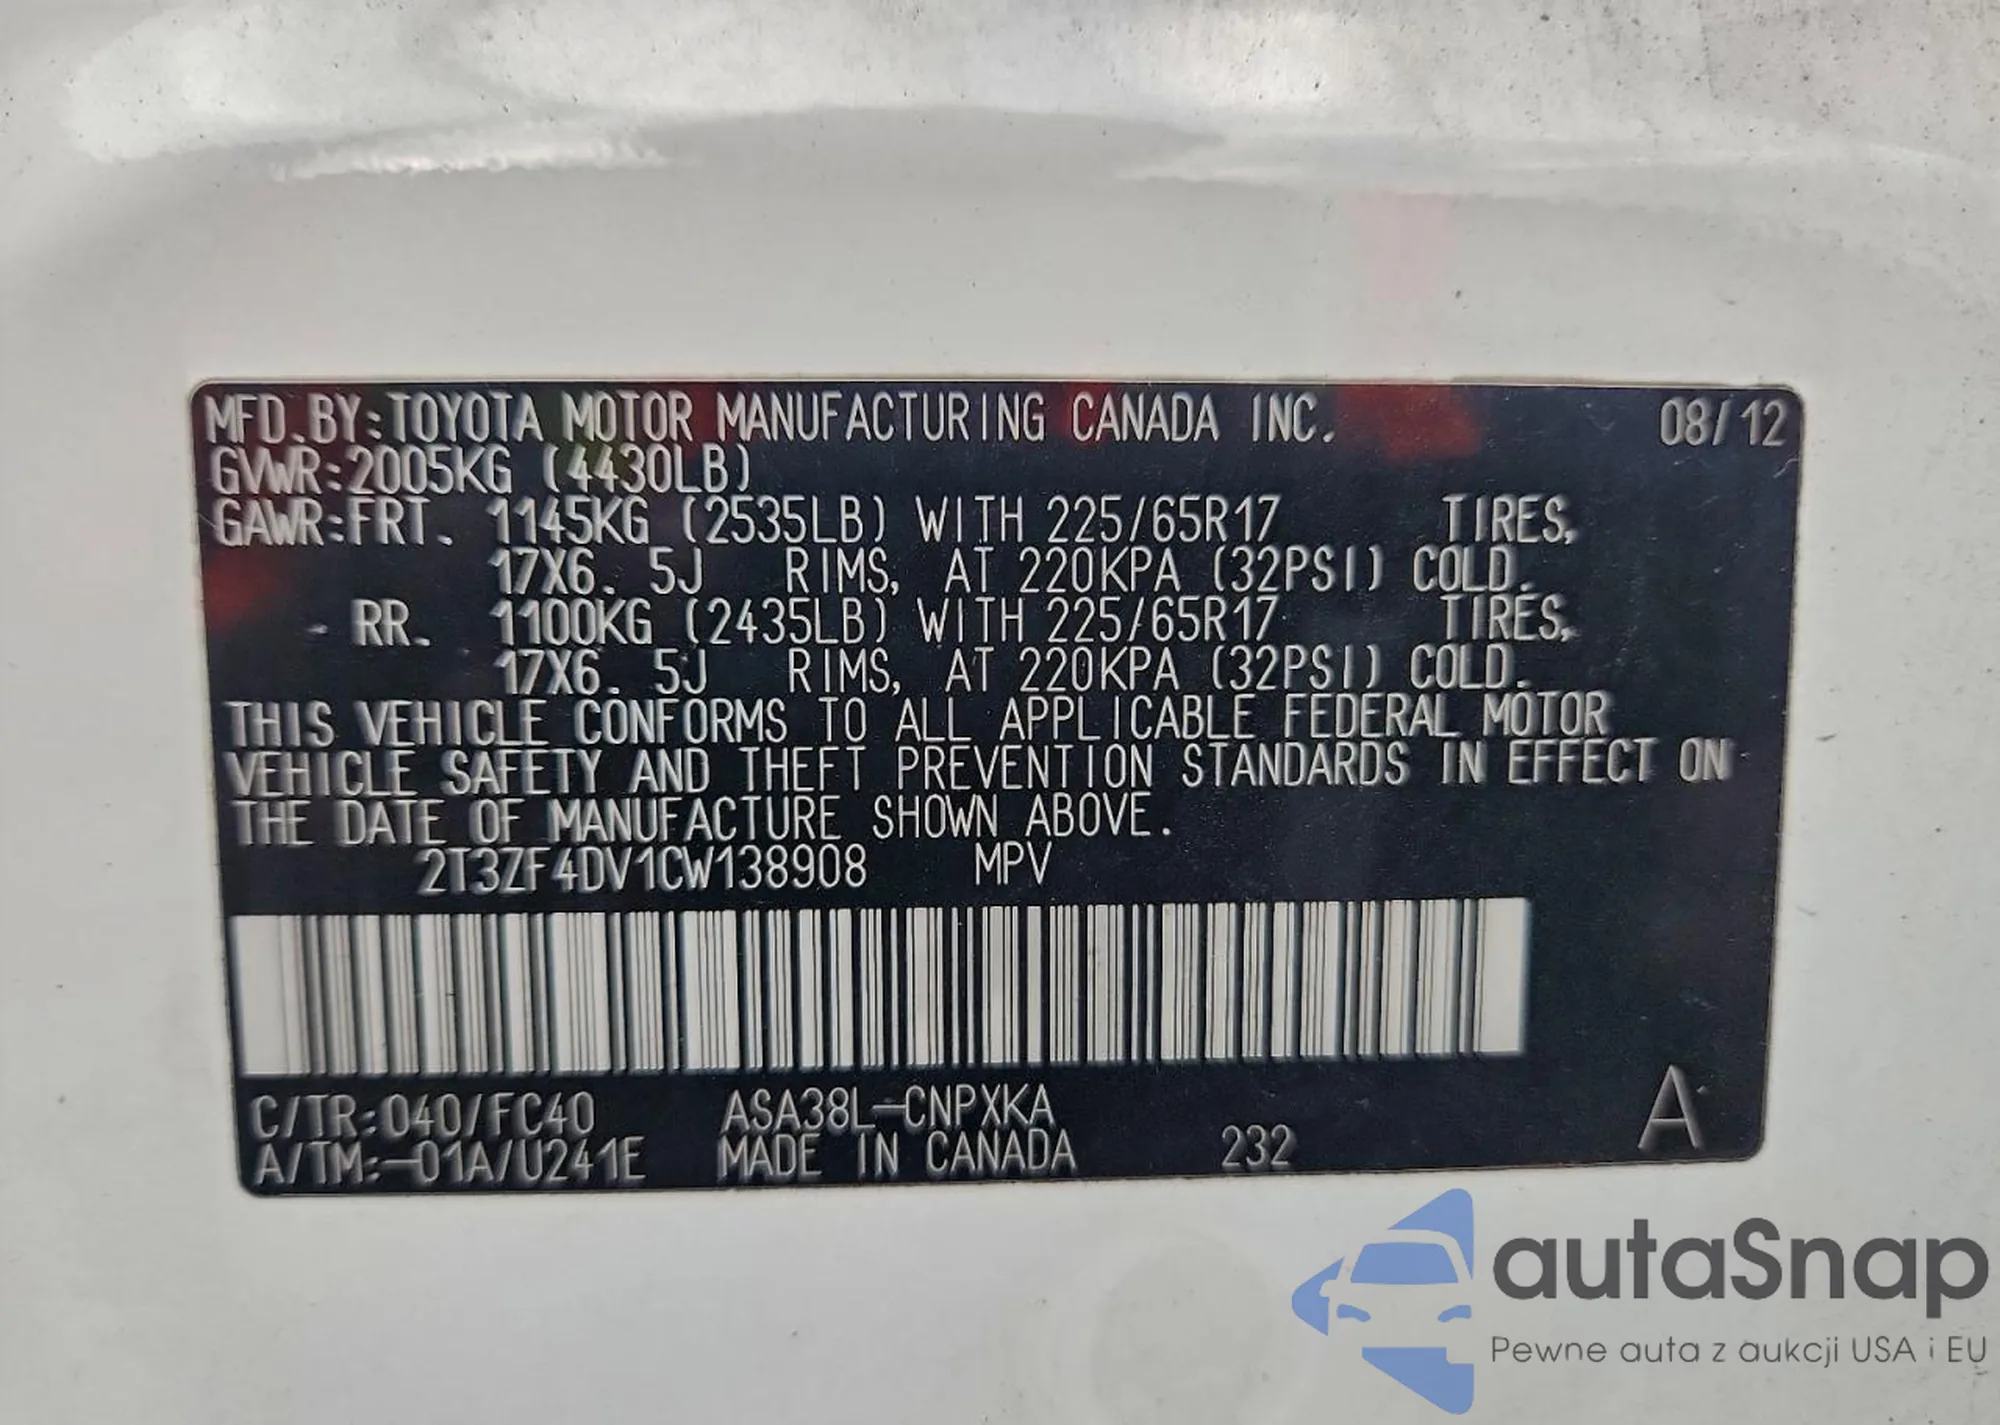 MFD.BY:TOYOTA MOTOR MANUFACTURING CANADA INC. 08/12
GVWR:2005KG (4430LB)
GAWR:FRT. 1145KG (2535LB) WITH 225/65R17 TIRES,
17X6.5J RIMS, AT 220KPA (32PSI) COLD.
RR. 1100KG (2435LB) WITH 225/65R17 TIRES,
17X6.5J RIMS, AT 220KPA (32PSI) COLD.
THIS VEHICLE CONFORMS TO ALL APPLICABLE FEDERAL MOTOR
VEHICLE SAFETY AND THEFT PREVENTION STANDARDS IN EFFECT ON
THE DATE OF MANUFACTURE SHOWN ABOVE.
2T3ZF4DV1CW138908 MPV
C/TR:040/FC40 ASA38L-CNPXKA
A/TM:-01A/U241E MADE IN CANADA 232 A
autaSnap
Pewne auta z aukcji USA i EU